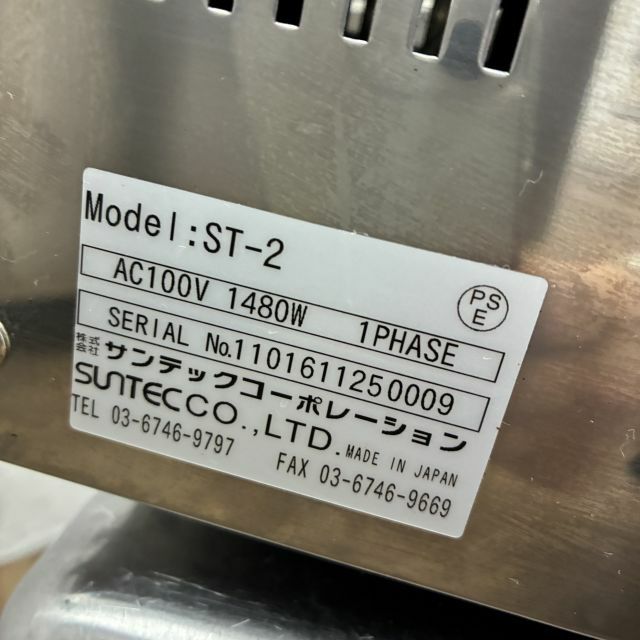 Model:ST-2
AC100V 1480W 1PHASE
PS
E
SERIAL No.1101611250009
株式会社 サンテックコーポレーション
SUNTEC CO.,LTD. MADE IN JAPAN
TEL 03-6746-9797 FAX 03-6746-9669